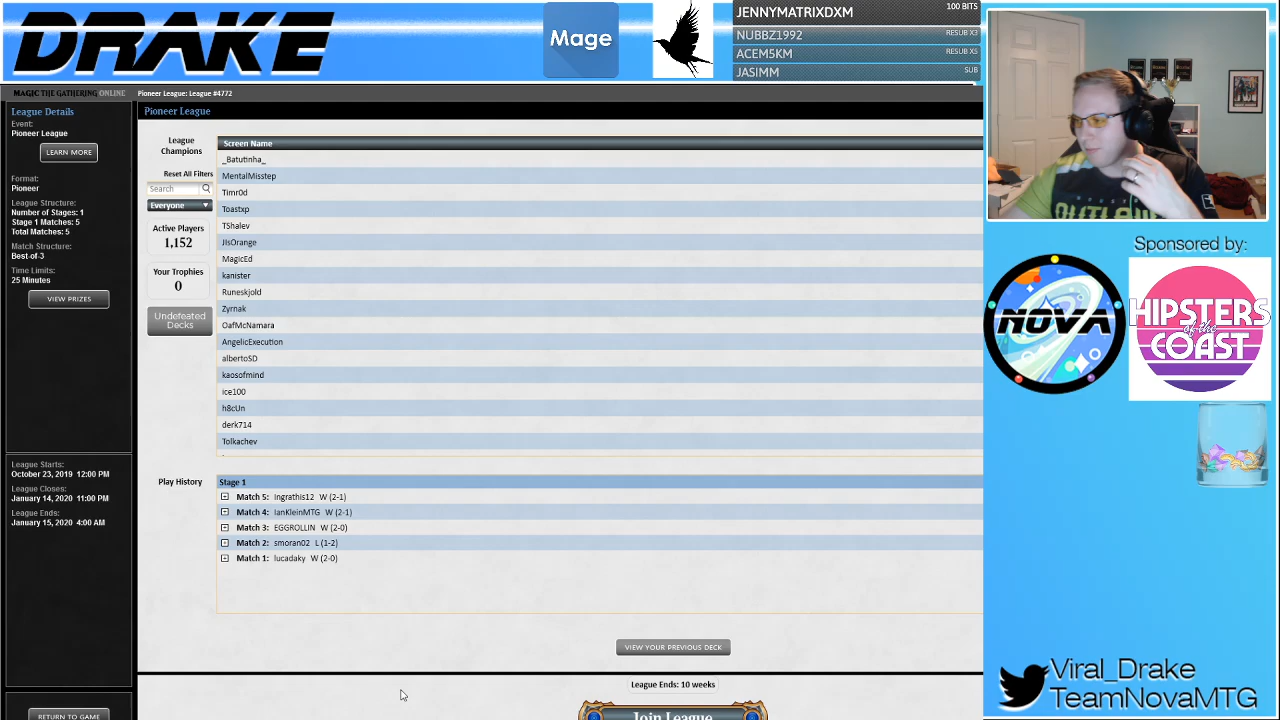 DRAKE
Mage
JENNYMATRIXDXM 100 BITS
NUBBZ1992 RESUB X3
ACEM5KM RESUB X5
JASIMM SUB
MAGIC THE GATHERING ONLINE
Pioneer League: League #4772
League Details
Event:
Pioneer League
LEARN MORE
Format:
Pioneer
League Structure:
Number of Stages: 1
Stage 1 Matches: 5
Total Matches: 5
Match Structure:
Best-of-3
Time Limits:
25 Minutes
VIEW PRIZES
League Starts:
October 23, 2019 12:00 PM
League Closes:
January 14, 2020 11:00 PM
League Ends:
January 15, 2020 4:00 AM
RETURN TO GAME
Pioneer League
League
Champions
Reset All Filters
Search
Everyone
Active Players
1,152
Your Trophies
0
Undefeated
Decks
Screen Name
_Batutinha_
MentalMisstep
Timr0d
Toastxp
TShalev
JIsOrange
MagicEd
kanister
Runeskjold
Zyrnak
OafMcNamara
AngelicExecution
albertoSD
kaosofmind
ice100
h8cUn
derk714
Tolkachev
Play History
Stage 1
Match 5: Ingrathis12 W (2-1)
Match 4: IanKleinMTG W (2-1)
Match 3: EGGROLLIN W (2-0)
Match 2: smoran02 L (1-2)
Match 1: lucadaky W (2-0)
VIEW YOUR PREVIOUS DECK
League Ends: 10 weeks
Join League
Sponsored by:
NOVA
HIPSTERS
of the
COAST
Viral_Drake
TeamNovaMTG